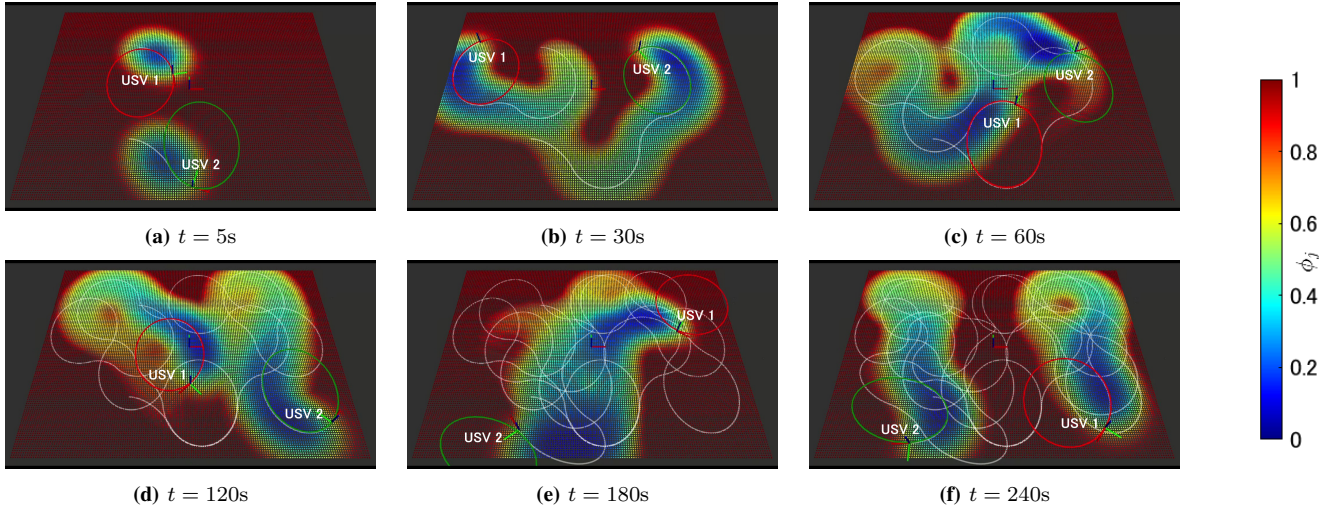 USV 1
USV 2
USV 1
USV 2
USV 2
USV 1
1
0.8
0.6
0.4
0.2
0
ϕj
(a) t = 5s
(b) t = 30s
(c) t = 60s
USV 1
USV 2
USV 1
USV 2
USV 2
USV 1
(d) t = 120s
(e) t = 180s
(f) t = 240s